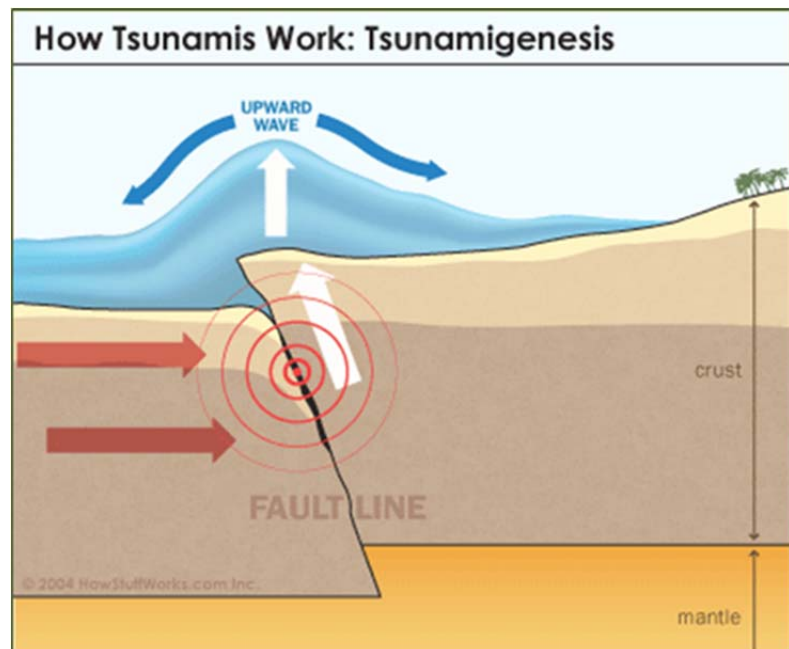 How Tsunamis Work: Tsunamigenesis
UPWARD
WAVE
crust
FAULT LINE
© 2004 HowStuffWorks.com Inc.
mantle